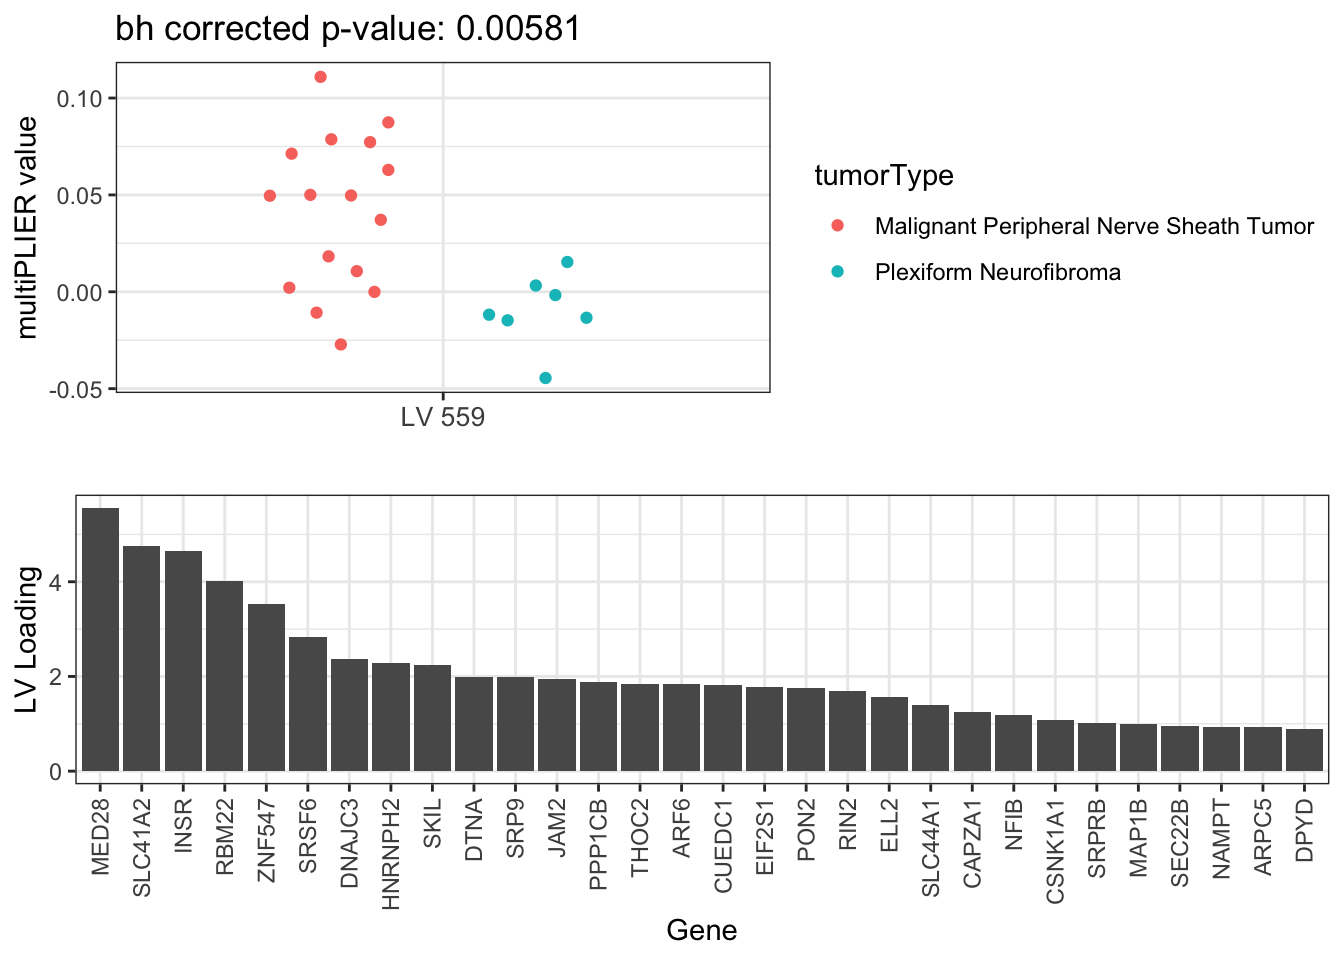 bh corrected p-value: 0.00581
multiPLIER value
0.10
0.05
0.00
-0.05
LV 559
tumorType
Malignant Peripheral Nerve Sheath Tumor
Plexiform Neurofibroma
LV Loading
4
2
0
MED28
SLC41A2
INSR
RBM22
ZNF547
SRSF6
DNAJC3
HNRNPH2
SKIL
DTNA
SRP9
JAM2
PPP1CB
THOC2
ARF6
CUEDC1
EIF2S1
PON2
RIN2
ELL2
SLC44A1
CAPZA1
NFIB
CSNK1A1
SRPRB
MAP1B
SEC22B
NAMPT
ARPC5
DPYD
Gene